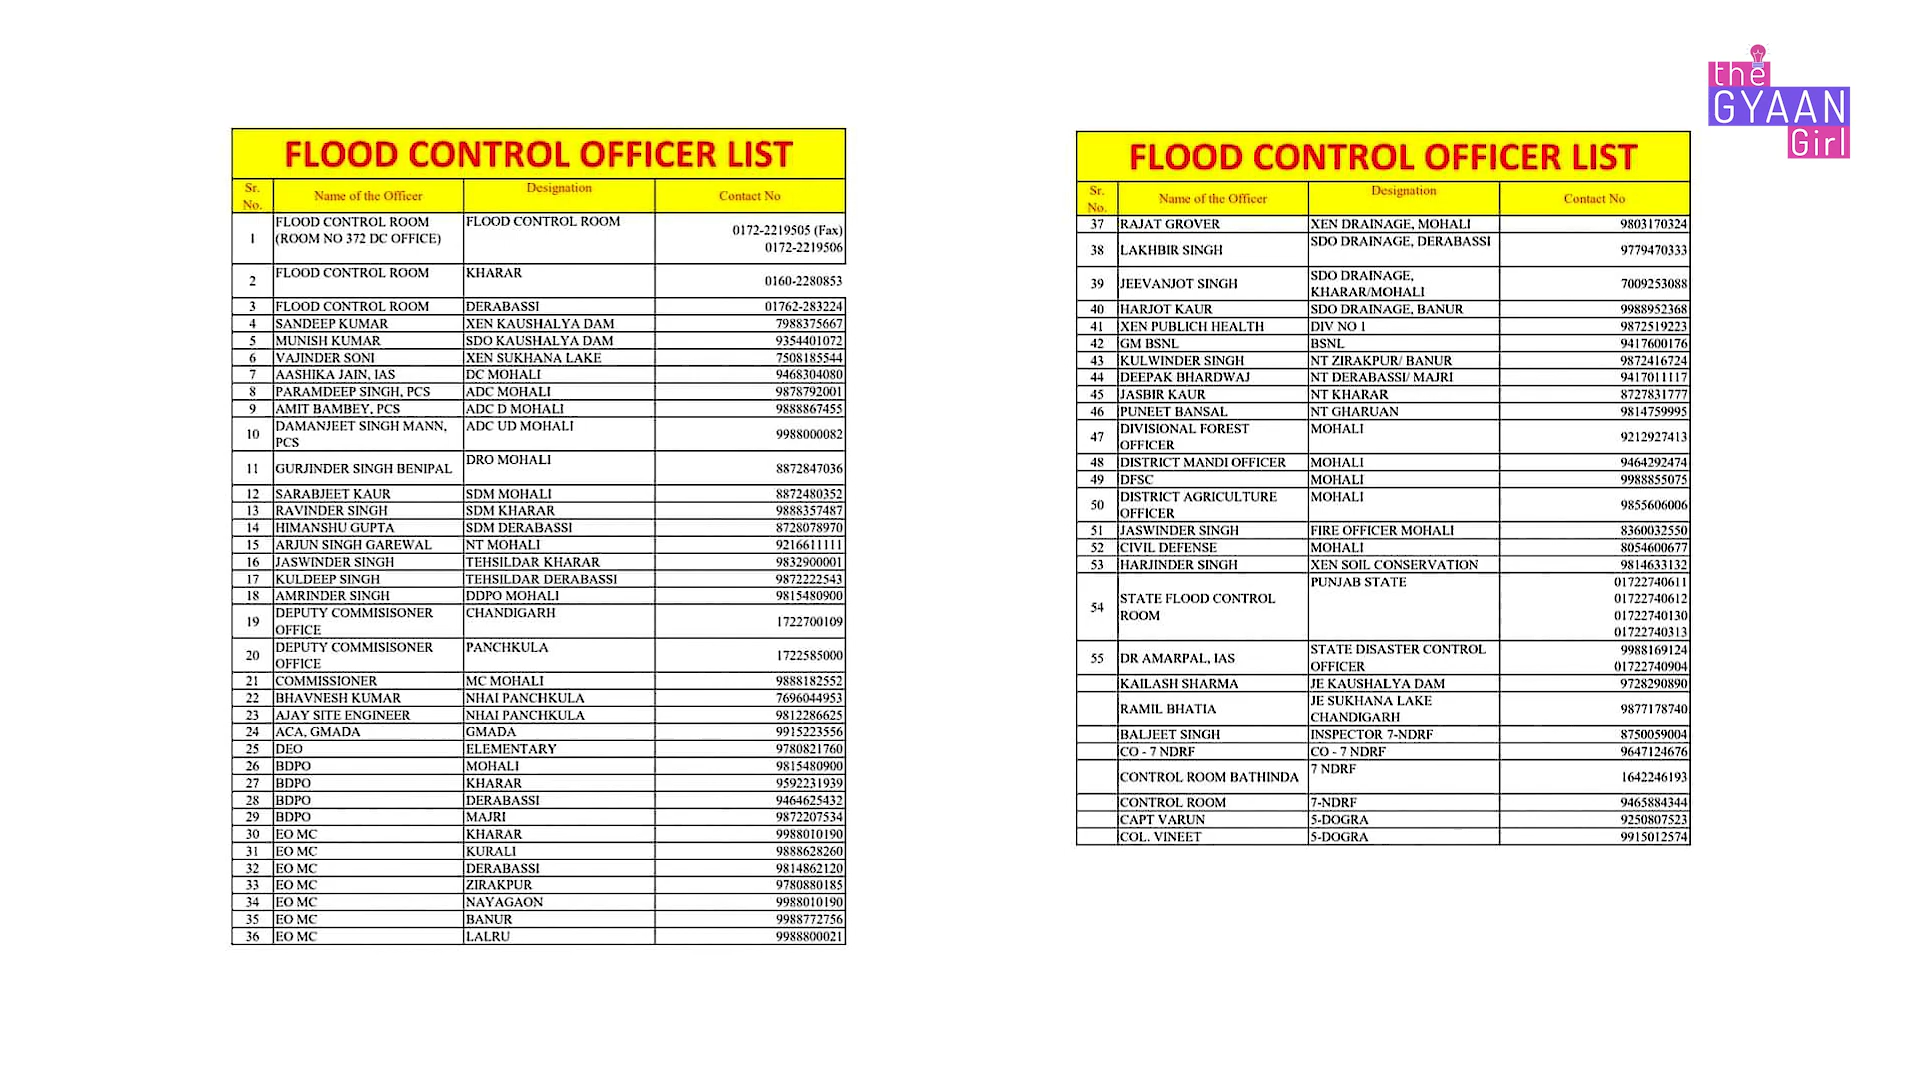 the
GYAAN
Girl
FLOOD CONTROL OFFICER LIST
Sr. No. Name of the Officer Designation Contact No
1 FLOOD CONTROL ROOM (ROOM NO 372 DC OFFICE) FLOOD CONTROL ROOM 0172-2219505 (Fax) 0172-2219506
2 FLOOD CONTROL ROOM KHARAR 0160-2280853
3 FLOOD CONTROL ROOM DERABASSI 01762-283224
4 SANDEEP KUMAR XEN KAUSHALYA DAM 7988375667
5 MUNISH KUMAR SDO KAUSHALYA DAM 9354401072
6 VAJINDER SONI XEN SUKHANA LAKE 7508185544
7 AASHIKA JAIN, IAS DC MOHALI 9468304080
8 PARAMDEEP SINGH, PCS ADC MOHALI 9878792001
9 AMIT BAMBEY, PCS ADC D MOHALI 9888867455
10 DAMANJEET SINGH MANN, PCS ADC UD MOHALI 9988000082
11 GURJINDER SINGH BENIPAL DRO MOHALI 8872847036
12 SARABJEET KAUR SDM MOHALI 8872480352
13 RAVINDER SINGH SDM KHARAR 9888357487
14 HIMANSHU GUPTA SDM DERABASSI 8728078970
15 ARJUN SINGH GAREWAL NT MOHALI 9216611111
16 JASWINDER SINGH TEHSILDAR KHARAR 9832900001
17 KULDEEP SINGH TEHSILDAR DERABASSI 9872222543
18 AMRINDER SINGH DDPO MOHALI 9815480900
19 DEPUTY COMMISISONER OFFICE CHANDIGARH 1722700109
20 DEPUTY COMMISISONER OFFICE PANCHKULA 1722585000
21 COMMISSIONER MC MOHALI 9888182552
22 BHAVNESH KUMAR NHAI PANCHKULA 7696044953
23 AJAY SITE ENGINEER NHAI PANCHKULA 9812286625
24 ACA, GMADA GMADA 9915223556
25 DEO ELEMENTARY 9780821760
26 BDPO MOHALI 9815480900
27 BDPO KHARAR 9592231939
28 BDPO DERABASSI 9464625432
29 BDPO MAJRI 9872207534
30 EO MC KHARAR 9988010190
31 EO MC KURALI 9888628260
32 EO MC DERABASSI 9814862120
33 EO MC ZIRAKPUR 9780880185
34 EO MC NAYAGAON 9988010190
35 EO MC BANUR 9988772756
36 EO MC LALRU 9988800021
FLOOD CONTROL OFFICER LIST
Sr. No. Name of the Officer Designation Contact No
37 RAJAT GROVER XEN DRAINAGE, MOHALI 9803170324
38 LAKHBIR SINGH SDO DRAINAGE, DERABASSI 9779470333
39 JEEVANJOT SINGH SDO DRAINAGE, KHARAR/MOHALI 7009253088
40 HARJOT KAUR SDO DRAINAGE, BANUR 9988952368
41 XEN PUBLICH HEALTH DIV NO 1 9872519223
42 GM BSNL BSNL 9417600176
43 KULWINDER SINGH NT ZIRAKPUR/ BANUR 9872416724
44 DEEPAK BHARDWAJ NT DERABASSI/ MAJRI 9417011117
45 JASBIR KAUR NT KHARAR 8727831777
46 PUNEET BANSAL NT GHARUAN 9814759995
47 DIVISIONAL FOREST OFFICER MOHALI 9212927413
48 DISTRICT MANDI OFFICER MOHALI 9464292474
49 DFSC MOHALI 9988855075
50 DISTRICT AGRICULTURE OFFICER MOHALI 9855606006
51 JASWINDER SINGH FIRE OFFICER MOHALI 8360032550
52 CIVIL DEFENSE MOHALI 8054600677
53 HARJINDER SINGH XEN SOIL CONSERVATION 9814633132
54 STATE FLOOD CONTROL ROOM PUNJAB STATE 01722740611 01722740612 01722740130 01722740313
55 DR AMARPAL, IAS STATE DISASTER CONTROL OFFICER 9988169124 01722740904
KAILASH SHARMA JE KAUSHALYA DAM 9728290890
RAMIL BHATIA JE SUKHANA LAKE CHANDIGARH 9877178740
BALJEET SINGH INSPECTOR 7-NDRF 8750059004
CO - 7 NDRF CO - 7 NDRF 9647124676
CONTROL ROOM BATHINDA 7 NDRF 1642246193
CONTROL ROOM 7-NDRF 9465884344
CAPT VARUN 5-DOGRA 9250807523
COL. VINEET 5-DOGRA 9915012574